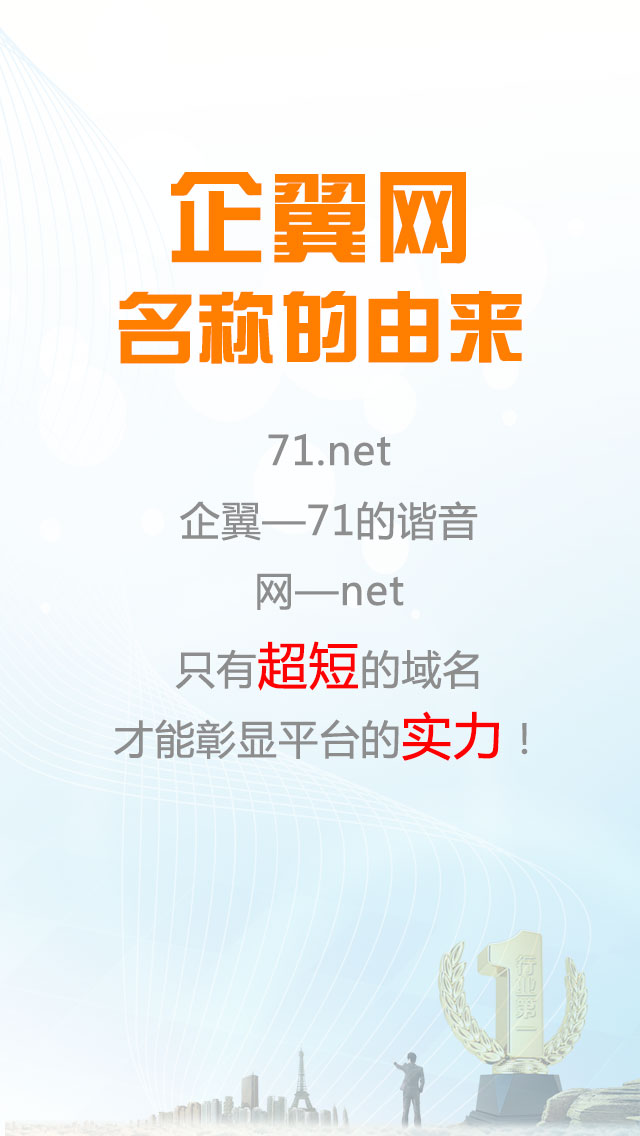 企翼网
名称的由来
71.net
企翼—71的谐音
网—net
只有超短的域名
才能彰显平台的实力！
1
行业第一